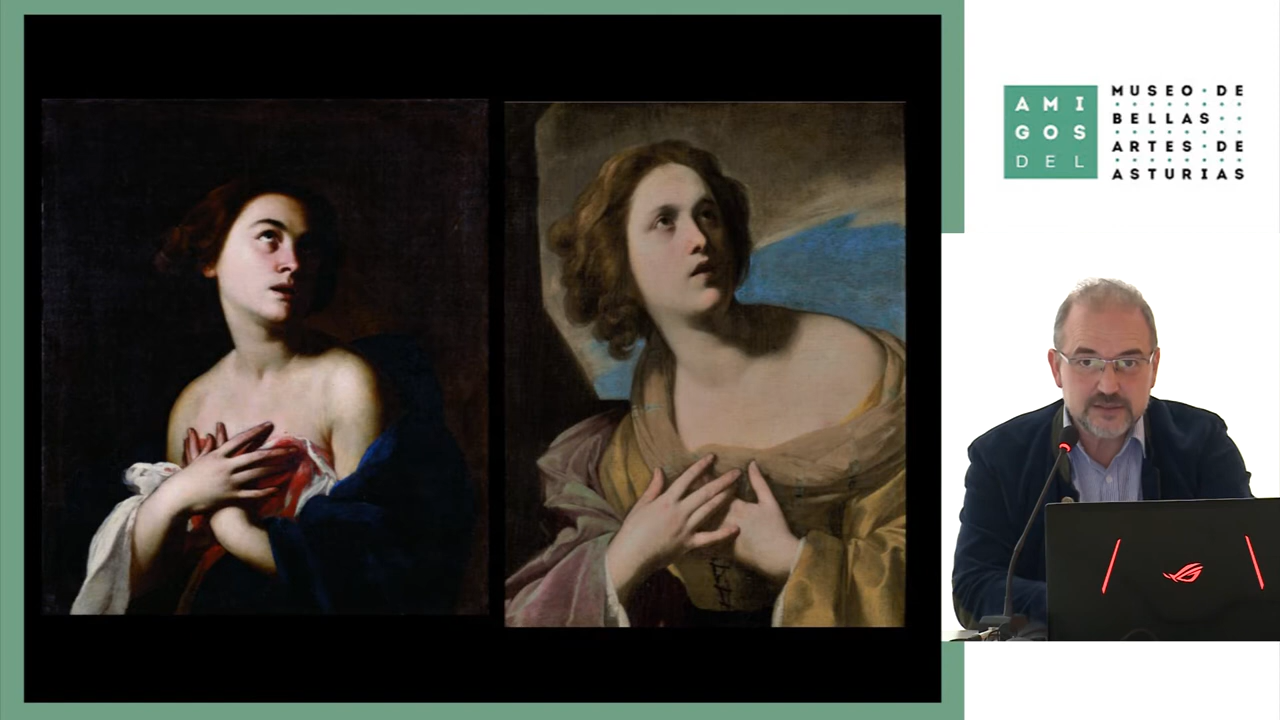 AMI
GOS
DEL
MUSEO·DE
BELLAS·
ARTES·DE
ASTURIAS